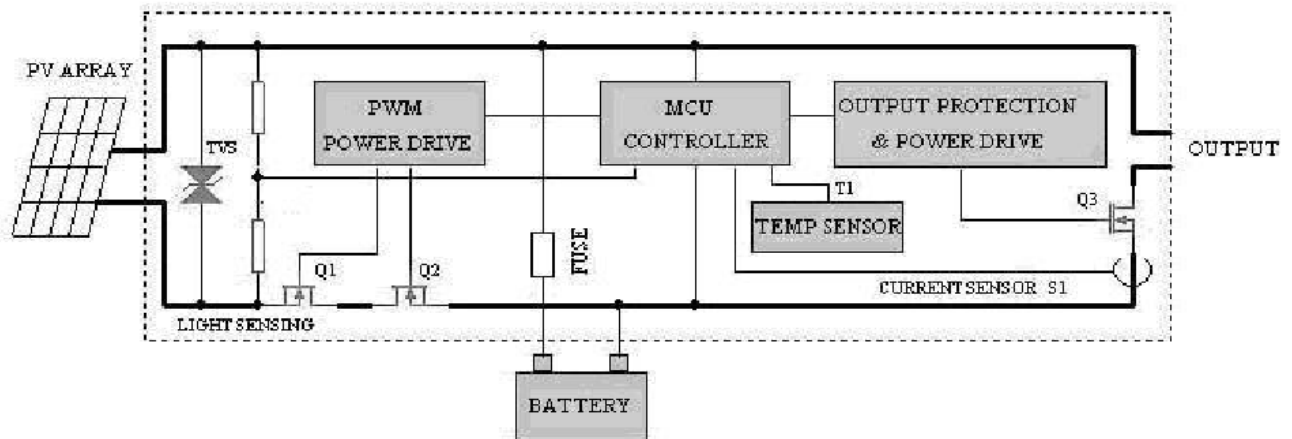 PV ARRAY
TVS
PWM
POWER DRIVE
MCU
CONTROLLER
OUTPUT PROTECTION
& POWER DRIVE
OUTPUT
T1
TEMP SENSOR
Q3
FUSE
Q1
Q2
CURRENT SENSOR S1
LIGHT SENSING
BATTERY